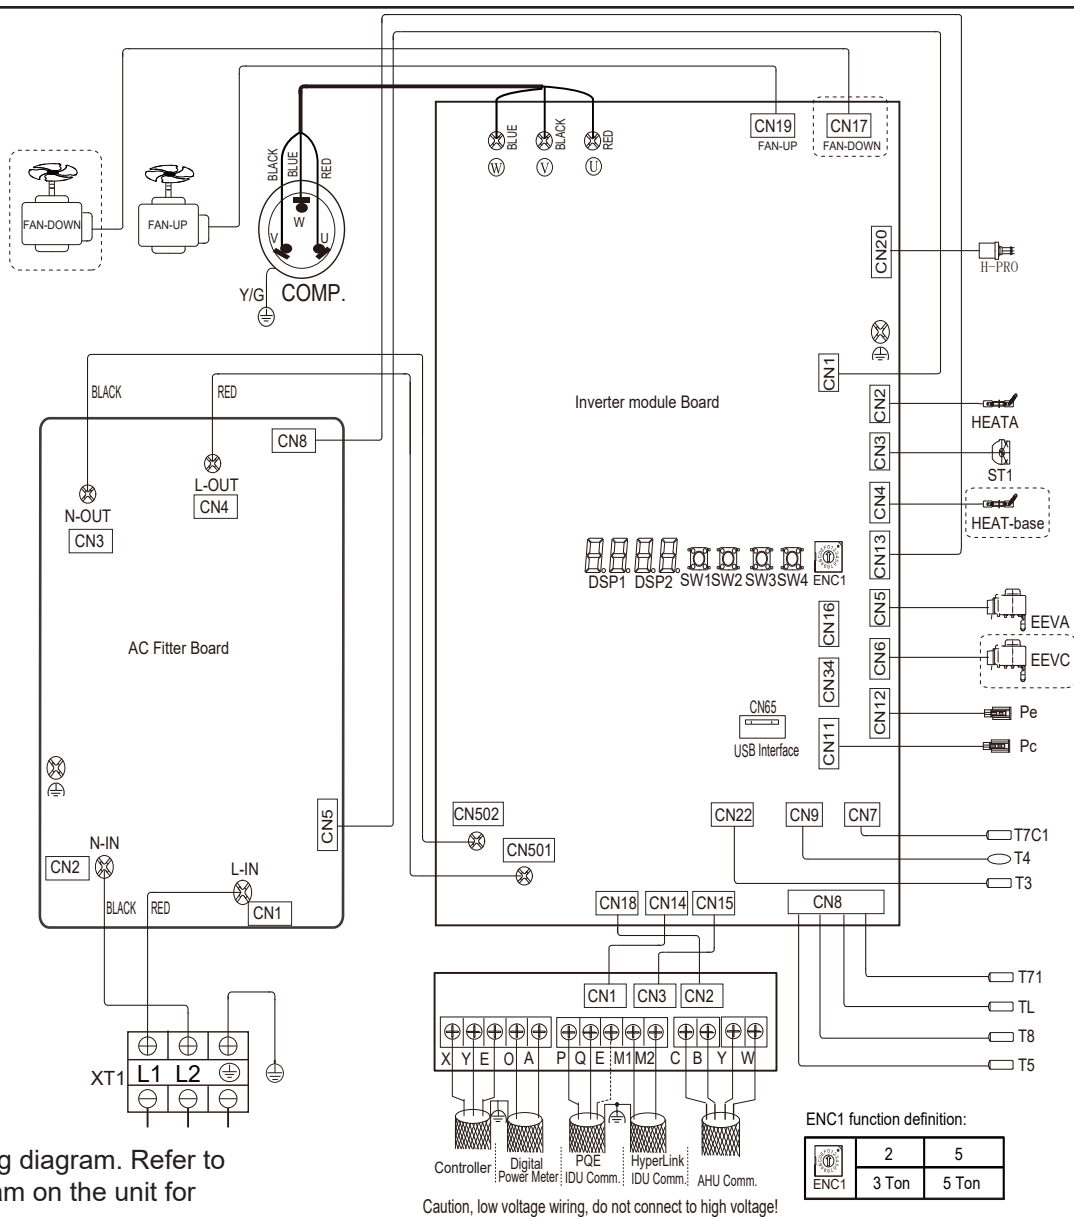 CN19
FAN-UP
CN17
FAN-DOWN
BLUE
BLACK
RED
W
V
U
BLACK
BLUE
RED
FAN-DOWN
FAN-UP
W
V
U
Y/G
COMP.
CN20
H-PRO
CN1
BLACK
RED
Inverter module Board
CN2
HEATA
CN8
CN3
ST1
L-OUT
CN4
N-OUT
CN3
CN4
HEAT-base
CN13
DSP1 DSP2 SW1SW2 SW3SW4 ENC1
CN16
CN5
EEVA
AC Fitter Board
CN34
CN6
EEVC
CN65
USB Interface
CN12
Pe
CN11
Pc
CN5
CN502
CN501
CN22
CN9
CN7
T7C1
T4
T3
N-IN
CN2
L-IN
CN1
BLACK
RED
CN18
CN14
CN15
CN8
T71
TL
T8
T5
CN1
CN3
CN2
X Y E O A P Q E M1 M2 C B Y W
XT1 L1 L2
Controller
Digital
Power Meter
PQE
IDU Comm.
HyperLink
IDU Comm.
AHU Comm.
Caution, low voltage wiring, do not connect to high voltage!
ENC1 function definition:
ENC1
2 5
3 Ton 5 Ton
g diagram. Refer to
am on the unit for